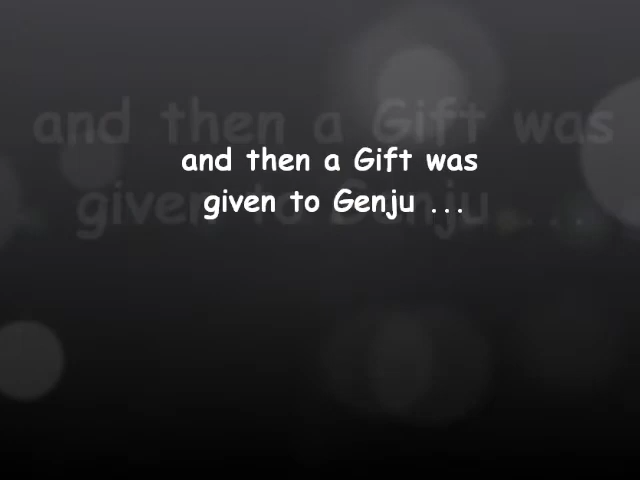 and then a Gift was
given to Genju ...